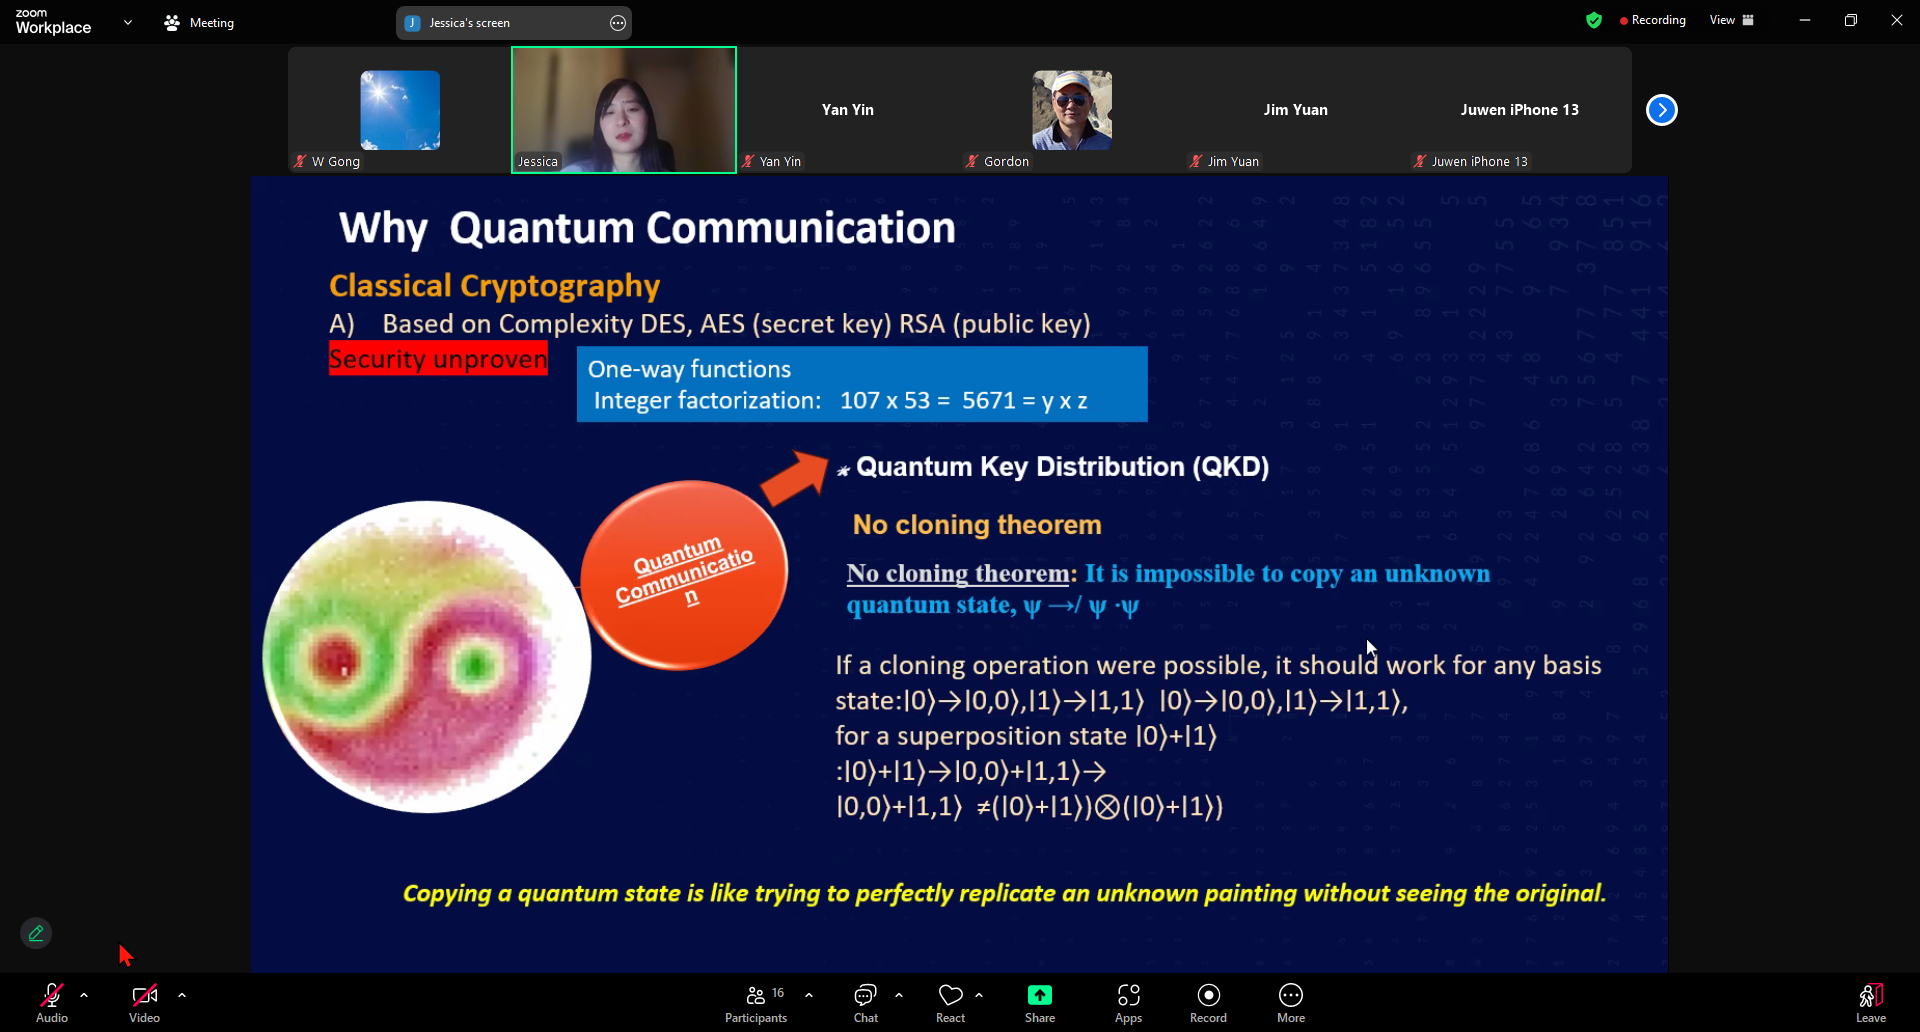 zoom
Workplace
Meeting
J Jessica's screen
Recording
View
Yan Yin
Jim Yuan
Juwen iPhone 13
W Gong
Jessica
Yan Yin
Gordon
Jim Yuan
Juwen iPhone 13
Why Quantum Communication
Classical Cryptography
A) Based on Complexity DES, AES (secret key) RSA (public key)
Security unproven
One-way functions
Integer factorization: 107 x 53 = 5671 = y x z
Quantum Key Distribution (QKD)
Quantum
Communicatio
n
No cloning theorem
No cloning theorem: It is impossible to copy an unknown
quantum state, ψ →/ ψ ·ψ
If a cloning operation were possible, it should work for any basis
state:|0⟩→|0,0⟩,|1⟩→|1,1⟩ |0⟩→|0,0⟩,|1⟩→|1,1⟩,
for a superposition state |0⟩+|1⟩
:|0⟩+|1⟩→|0,0⟩+|1,1⟩→
|0,0⟩+|1,1⟩ ≠(|0⟩+|1⟩)⊗(|0⟩+|1⟩)
Copying a quantum state is like trying to perfectly replicate an unknown painting without seeing the original.
Audio
Video
16
Participants
Chat
React
Share
Apps
Record
More
Leave